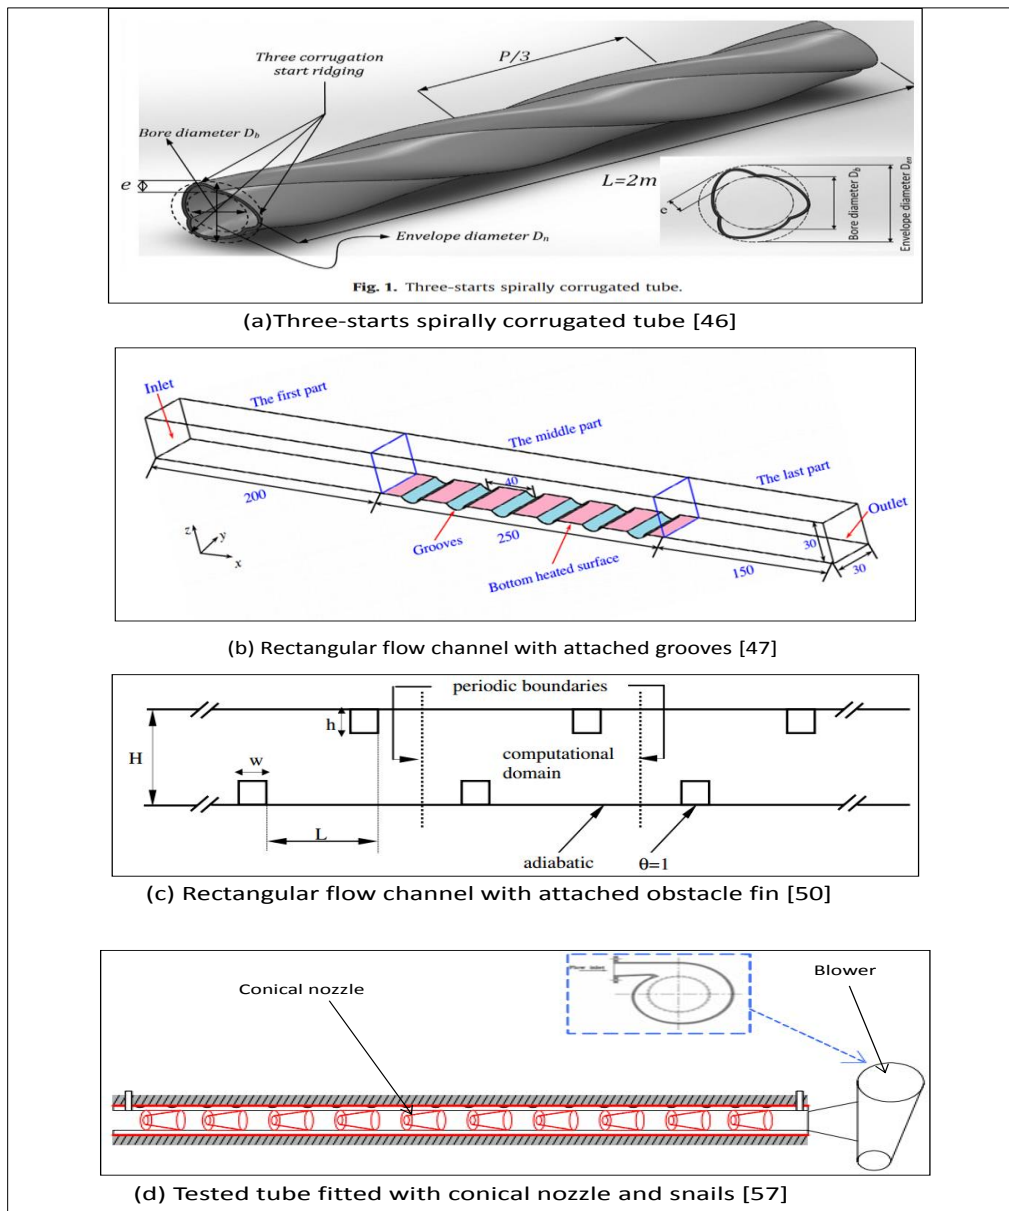 Three corrugation
start ridging
P/3
Bore diameter D_b
e
L=2m
e
Bore diameter D_b
Envelope diameter D_en
Envelope diameter D_n
Fig. 1. Three-starts spirally corrugated tube.
(a)Three-starts spirally corrugated tube [46]
Inlet
The first part
The middle part
The last part
40
200
Grooves
250
Outlet
30
z
y
x
Bottom heated surface
150
30
(b) Rectangular flow channel with attached grooves [47]
periodic boundaries
h
H
w
computational
domain
L
adiabatic
θ=1
(c) Rectangular flow channel with attached obstacle fin [50]
Blower
Conical nozzle
(d) Tested tube fitted with conical nozzle and snails [57]